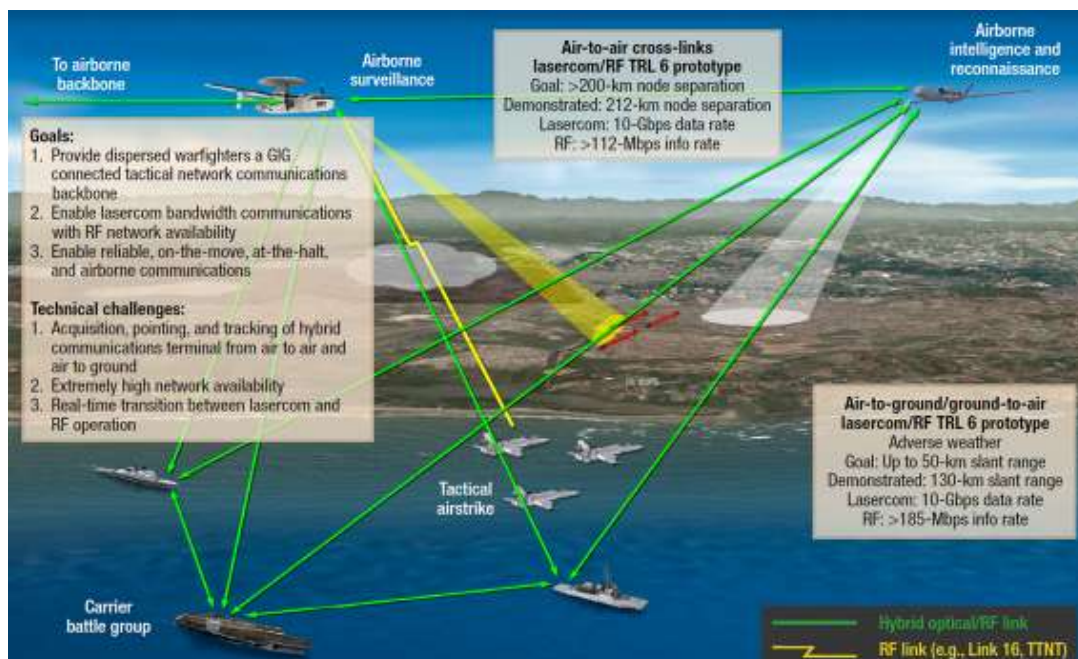 To airborne
backbone
Airborne
surveillance
Air-to-air cross-links
lasercom/RF TRL 6 prototype
Goal: >200-km node separation
Demonstrated: 212-km node separation
Lasercom: 10-Gbps data rate
RF: >112-Mbps info rate
Airborne
intelligence and
reconnaissance
Goals:
1. Provide dispersed warfighters a GIG
connected tactical network communications
backbone
2. Enable lasercom bandwidth communications
with RF network availability
3. Enable reliable, on-the-move, at-the-halt,
and airborne communications
Technical challenges:
1. Acquisition, pointing, and tracking of hybrid
communications terminal from air to air and
air to ground
2. Extremely high network availability
3. Real-time transition between lasercom and
RF operation
Air-to-ground/ground-to-air
lasercom/RF TRL 6 prototype
Adverse weather
Goal: Up to 50-km slant range
Demonstrated: 130-km slant range
Lasercom: 10-Gbps data rate
RF: >185-Mbps info rate
Tactical
airstrike
Carrier
battle group
Hybrid optical/RF link
RF link (e.g., Link 16, TTNT)